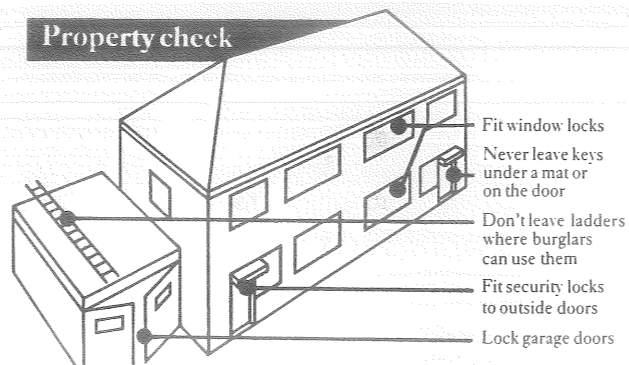 Property check
Fit window locks
Never leave keys
under a mat or
on the door
Don't leave ladders
where burglars
can use them
Fit security locks
to outside doors
Lock garage doors